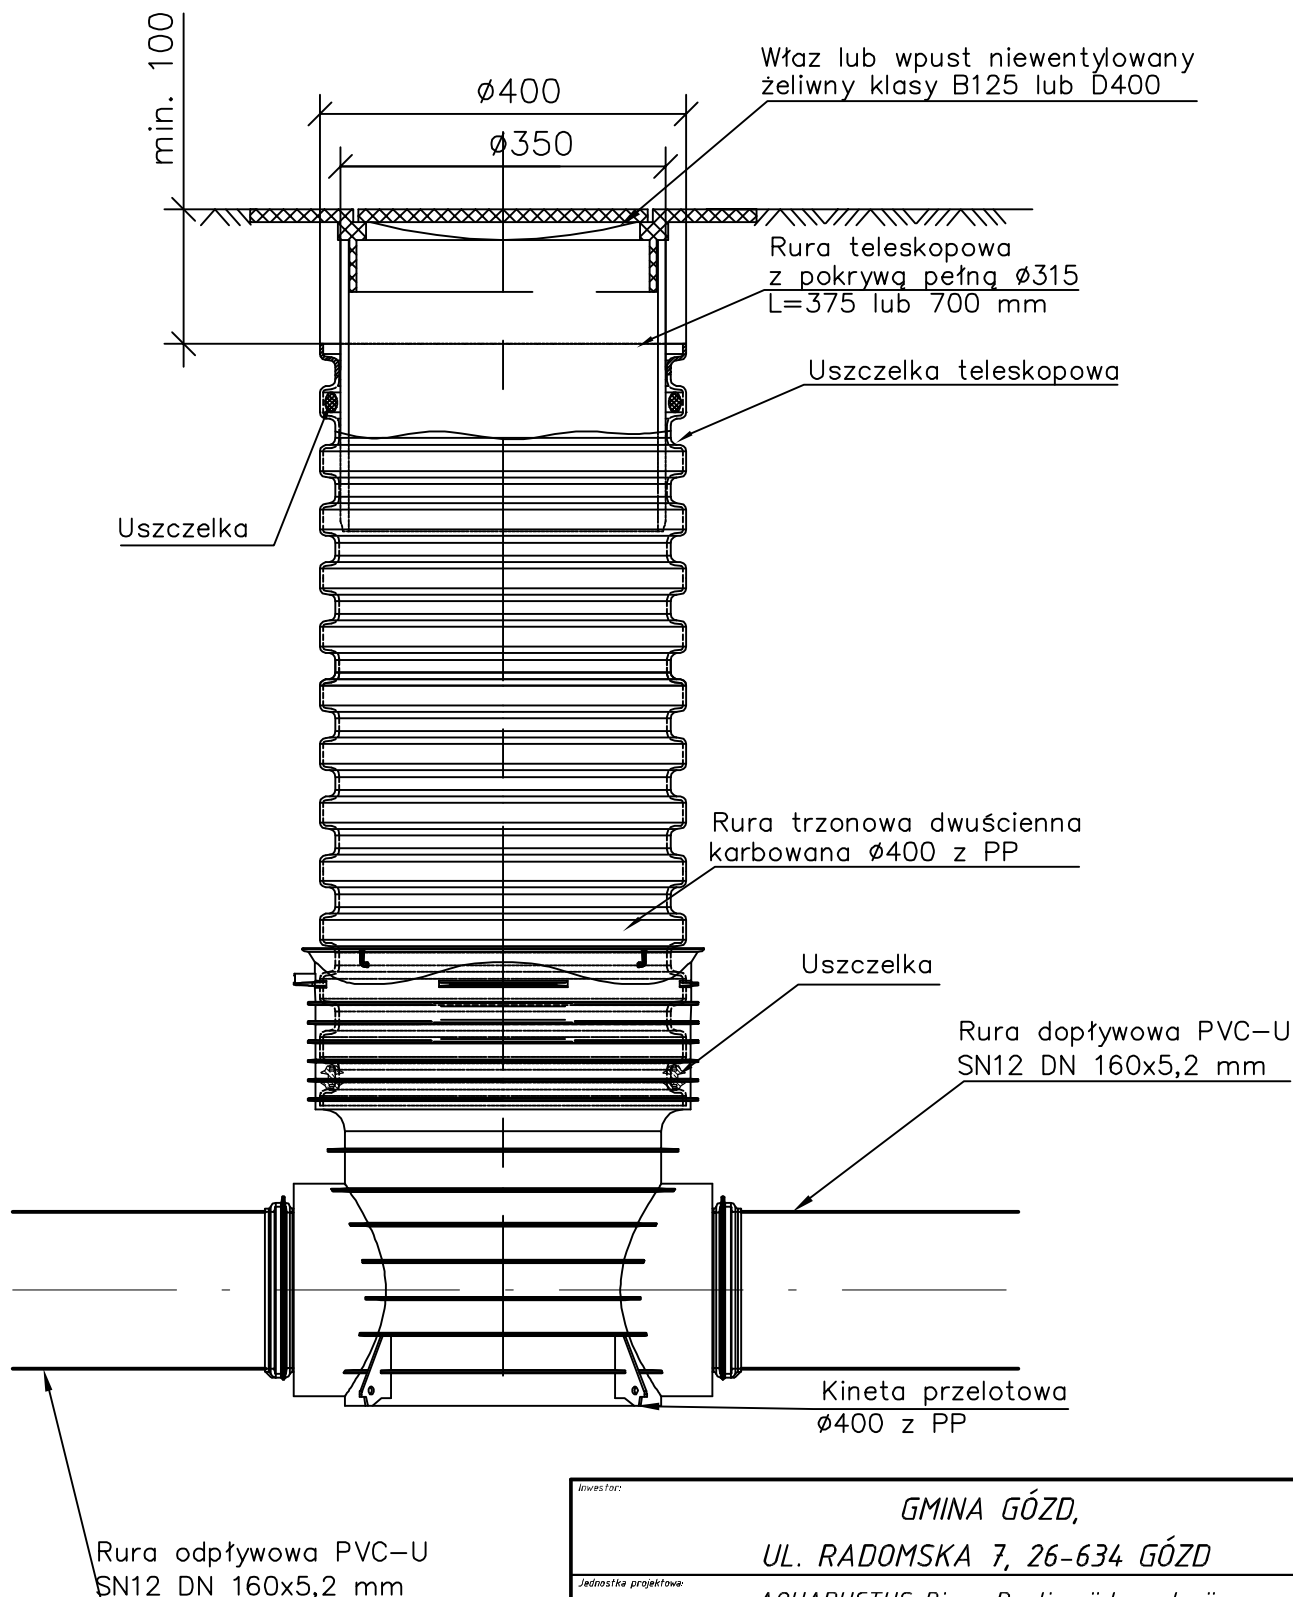 min. 100
ø400
ø350
Właz lub wpust niewentylowany
żeliwny klasy B125 lub D400
Rura teleskopowa
z pokrywą pełną ø315
L=375 lub 700 mm
Uszczelka teleskopowa
Uszczelka
Rura trzonowa dwuścienna
karbowana ø400 z PP
Uszczelka
Rura dopływowa PVC-U
SN12 DN 160x5,2 mm
Kineta przelotowa
ø400 z PP
Rura odpływowa PVC-U
SN12 DN 160x5,2 mm
Inwestor:
GMINA GÓZD,
UL. RADOMSKA 7, 26-634 GÓZD
Jednostka projektowa: